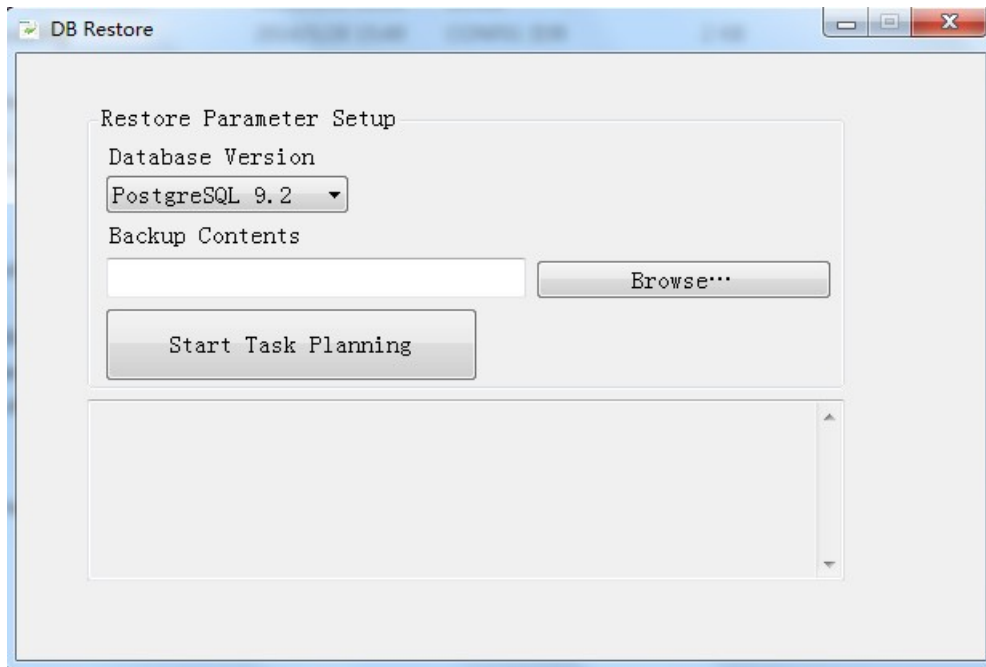 DB Restore
Restore Parameter Setup
Database Version
PostgreSQL 9.2
Backup Contents
Browse…
Start Task Planning